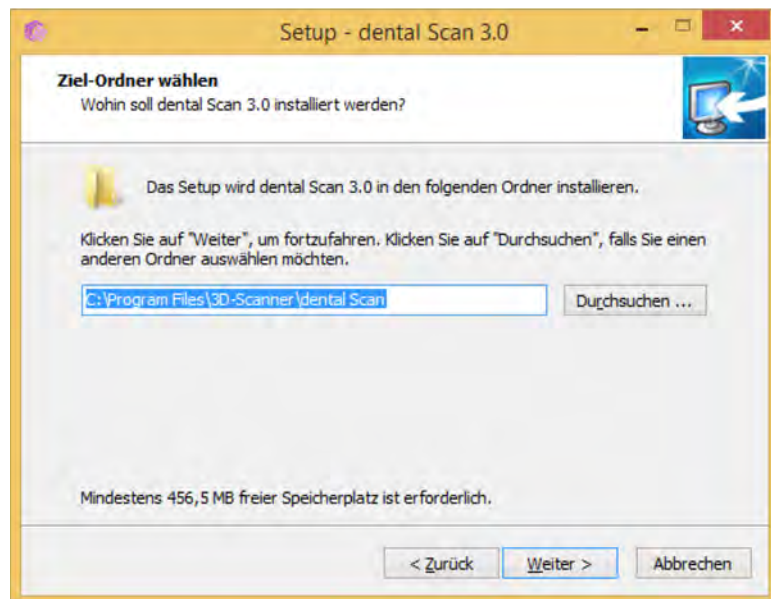 Setup - dental Scan 3.0
Ziel-Ordner wählen
Wohin soll dental Scan 3.0 installiert werden?
Das Setup wird dental Scan 3.0 in den folgenden Ordner installieren.
Klicken Sie auf "Weiter", um fortzufahren. Klicken Sie auf "Durchsuchen", falls Sie einen
anderen Ordner auswählen möchten.
C:\Program Files\3D-Scanner\dental Scan
Durchsuchen ...
Mindestens 456,5 MB freier Speicherplatz ist erforderlich.
< Zurück
Weiter >
Abbrechen